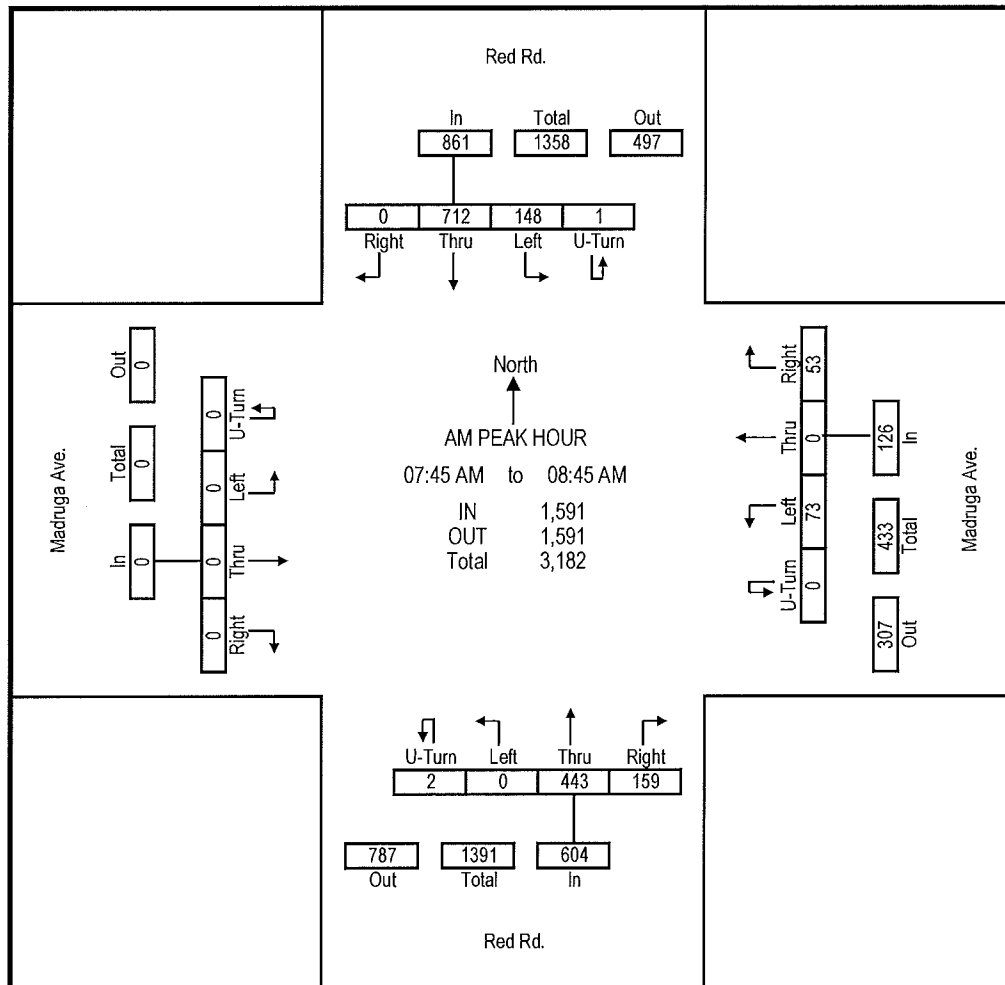 Red Rd.
In Total Out
861 1358 497
0 712 148 1
Right Thru Left U-Turn
Madruga Ave.
Out Total In
0 0 0
0 0 0 0
U-Turn Left Thru Right
North
AM PEAK HOUR
07:45 AM to 08:45 AM
IN 1,591
OUT 1,591
Total 3,182
Right Thru Left U-Turn
53 0 73 0
126 433 307
In Total Out
Madruga Ave.
U-Turn Left Thru Right
2 0 443 159
787 1391 604
Out Total In
Red Rd.